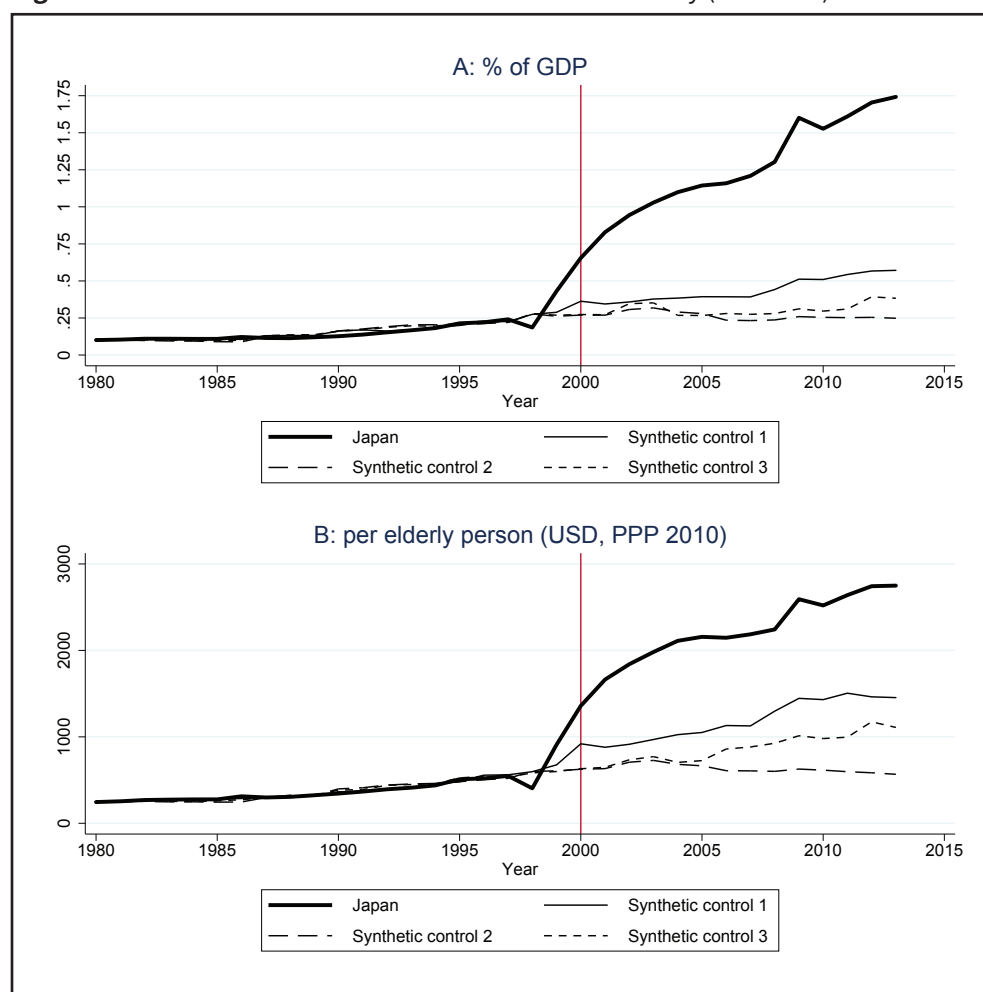 A: % of GDP
1.75
1.5
1.25
1
.75
.5
.25
0
1980 1985 1990 1995 2000 2005 2010 2015
Year
Japan Synthetic control 1
Synthetic control 2 Synthetic control 3
B: per elderly person (USD, PPP 2010)
3000
2000
1000
0
1980 1985 1990 1995 2000 2005 2010 2015
Year
Japan Synthetic control 1
Synthetic control 2 Synthetic control 3